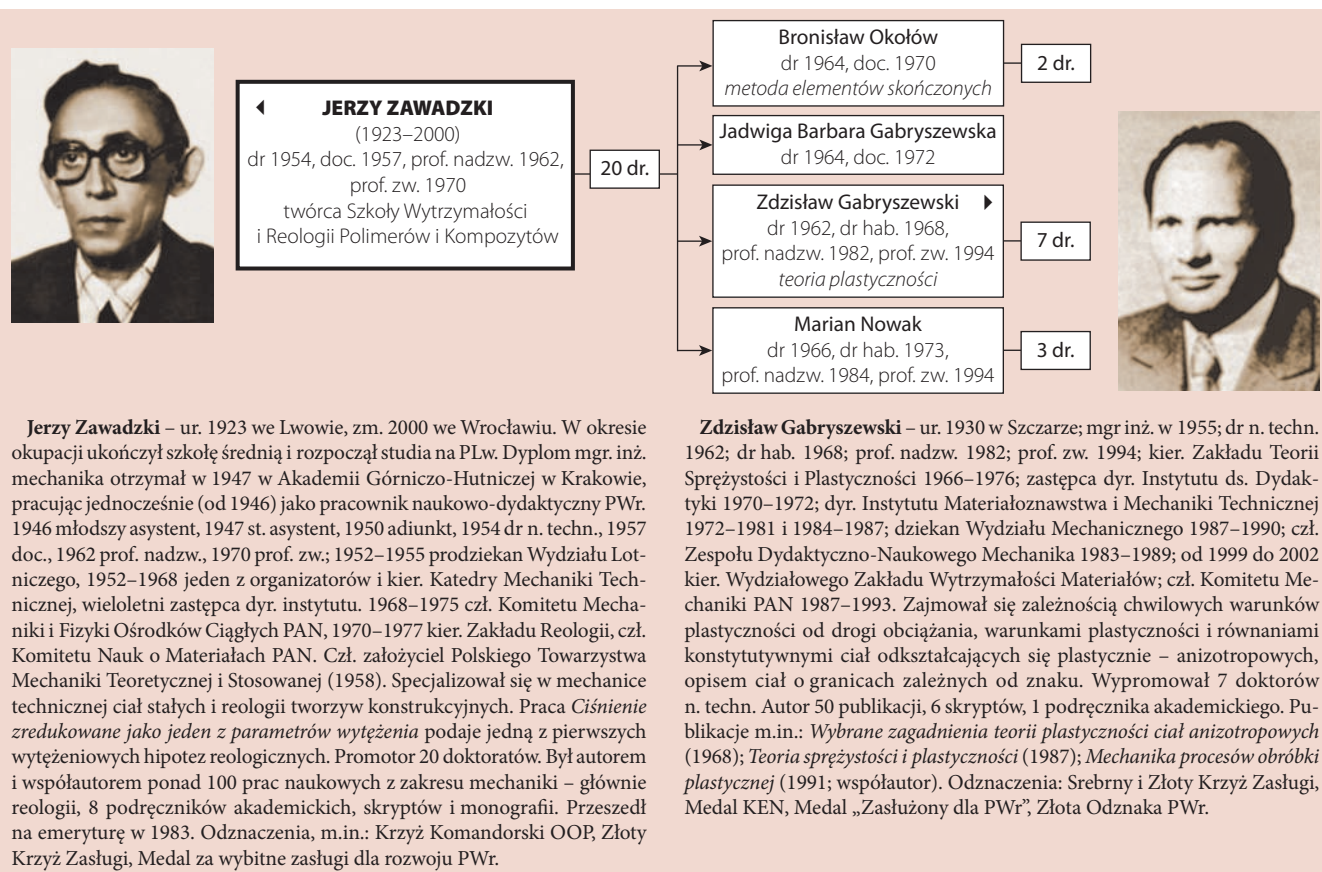 JERZY ZAWADZKI
(1923–2000)
dr 1954, doc. 1957, prof. nadzw. 1962,
prof. zw. 1970
twórca Szkoły Wytrzymałości
i Reologii Polimerów i Kompozytów
20 dr.
Bronisław Okołów
dr 1964, doc. 1970
metoda elementów skończonych
2 dr.
Jadwiga Barbara Gabryszewska
dr 1964, doc. 1972
Zdzisław Gabryszewski
dr 1962, dr hab. 1968,
prof. nadzw. 1982, prof. zw. 1994
teoria plastyczności
7 dr.
Marian Nowak
dr 1966, dr hab. 1973,
prof. nadzw. 1984, prof. zw. 1994
3 dr.
Jerzy Zawadzki – ur. 1923 we Lwowie, zm. 2000 we Wrocławiu. W okresie
okupacji ukończył szkołę średnią i rozpoczął studia na PLw. Dyplom mgr. inż.
mechanika otrzymał w 1947 w Akademii Górniczo-Hutniczej w Krakowie,
pracując jednocześnie (od 1946) jako pracownik naukowo-dydaktyczny PWr.
1946 młodszy asystent, 1947 st. asystent, 1950 adiunkt, 1954 dr n. techn., 1957
doc., 1962 prof. nadzw., 1970 prof. zw.; 1952–1955 prodziekan Wydziału Lot-
niczego, 1952–1968 jeden z organizatorów i kier. Katedry Mechaniki Tech-
nicznej, wieloletni zastępca dyr. instytutu. 1968–1975 czł. Komitetu Mecha-
niki i Fizyki Ośrodków Ciągłych PAN, 1970–1977 kier. Zakładu Reologii, czł.
Komitetu Nauk o Materiałach PAN. Czł. założyciel Polskiego Towarzystwa
Mechaniki Teoretycznej i Stosowanej (1958). Specjalizował się w mechanice
technicznej ciał stałych i reologii tworzyw konstrukcyjnych. Praca Ciśnienie
zredukowane jako jeden z parametrów wytężenia podaje jedną z pierwszych
wytężeniowych hipotez reologicznych. Promotor 20 doktoratów. Był autorem
i współautorem ponad 100 prac naukowych z zakresu mechaniki – głównie
reologii, 8 podręczników akademickich, skryptów i monografii. Przeszedł
na emeryturę w 1983. Odznaczenia, m.in.: Krzyż Komandorski OOP, Złoty
Krzyż Zasługi, Medal za wybitne zasługi dla rozwoju PWr.
Zdzisław Gabryszewski – ur. 1930 w Szczarze; mgr inż. w 1955; dr n. techn.
1962; dr hab. 1968; prof. nadzw. 1982; prof. zw. 1994; kier. Zakładu Teorii
Sprężystości i Plastyczności 1966–1976; zastępca dyr. Instytutu ds. Dydak-
tyki 1970–1972; dyr. Instytutu Materiałoznawstwa i Mechaniki Technicznej
1972–1981 i 1984–1987; dziekan Wydziału Mechanicznego 1987–1990; czł.
Zespołu Dydaktyczno-Naukowego Mechanika 1983–1989; od 1999 do 2002
kier. Wydziałowego Zakładu Wytrzymałości Materiałów; czł. Komitetu Me-
chaniki PAN 1987–1993. Zajmował się zależnością chwilowych warunków
plastyczności od drogi obciążania, warunkami plastyczności i równaniami
konstytutywnymi ciał odkształcających się plastycznie – anizotropowych,
opisem ciał o granicach zależnych od znaku. Wypromował 7 doktorów
n. techn. Autor 50 publikacji, 6 skryptów, 1 podręcznika akademickiego. Pu-
blikacje m.in.: Wybrane zagadnienia teorii plastyczności ciał anizotropowych
(1968); Teoria sprężystości i plastyczności (1987); Mechanika procesów obróbki
plastycznej (1991; współautor). Odznaczenia: Srebrny i Złoty Krzyż Zasługi,
Medal KEN, Medal „Zasłużony dla PWr”, Złota Odznaka PWr.